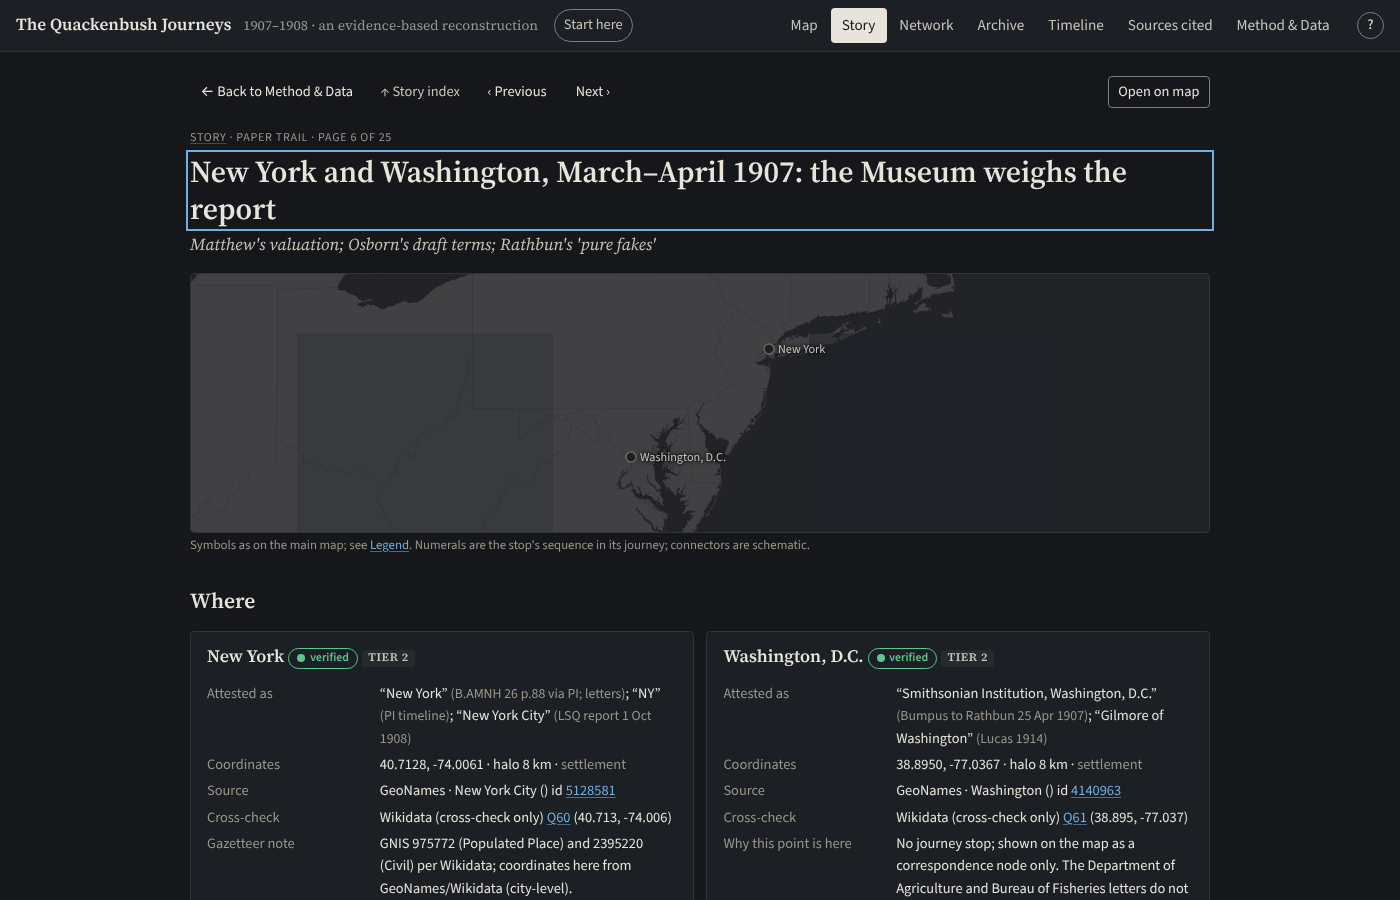 The Quackenbush Journeys 1907–1908 · an evidence-based reconstruction Start here Map Story Network Archive Timeline Sources cited Method & Data ?
← Back to Method & Data ↑ Story index ‹ Previous Next › Open on map
STORY · PAPER TRAIL · PAGE 6 OF 25
New York and Washington, March–April 1907: the Museum weighs the
report
Matthew's valuation; Osborn's draft terms; Rathbun's 'pure fakes'
New York
Washington, D.C.
Symbols as on the main map; see Legend. Numerals are the stop's sequence in its journey; connectors are schematic.
Where
New York verified TIER 2
Attested as “New York” (B.AMNH 26 p.88 via PI; letters); “NY”
(PI timeline); “New York City” (LSQ report 1 Oct
1908)
Coordinates 40.7128, -74.0061 · halo 8 km · settlement
Source GeoNames · New York City () id 5128581
Cross-check Wikidata (cross-check only) Q60 (40.713, -74.006)
Gazetteer note GNIS 975772 (Populated Place) and 2395220
(Civil) per Wikidata; coordinates here from
GeoNames/Wikidata (city-level).
Washington, D.C. verified TIER 2
Attested as “Smithsonian Institution, Washington, D.C.”
(Bumpus to Rathbun 25 Apr 1907); “Gilmore of
Washington” (Lucas 1914)
Coordinates 38.8950, -77.0367 · halo 8 km · settlement
Source GeoNames · Washington () id 4140963
Cross-check Wikidata (cross-check only) Q61 (38.895, -77.037)
Why this point is here No journey stop; shown on the map as a
correspondence node only. The Department of
Agriculture and Bureau of Fisheries letters do not